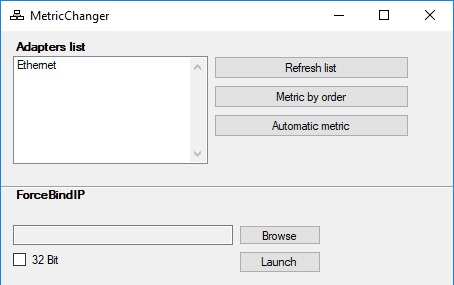 MetricChanger
Adapters list
Ethernet
Refresh list
Metric by order
Automatic metric
ForceBindIP
Browse
32 Bit
Launch